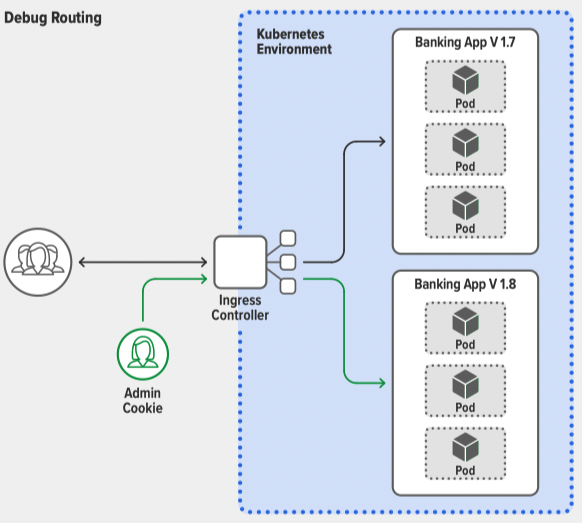 Debug Routing
Kubernetes
Environment
Banking App V 1.7
Pod
Pod
Pod
Ingress
Controller
Admin
Cookie
Banking App V 1.8
Pod
Pod
Pod